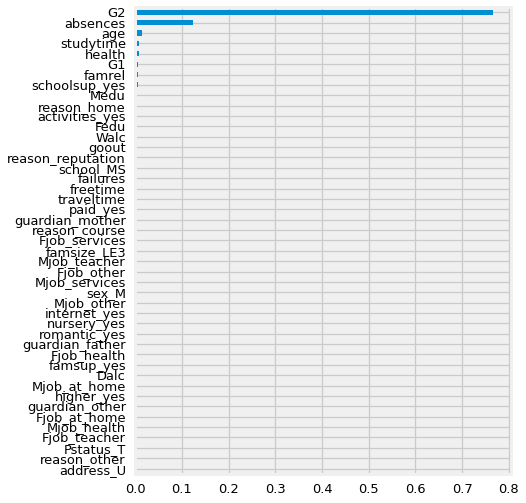 G2
absences
age
studytime
health
G1
famrel
schoolsup_yes
Medu
reason_home
activities_yes
Fedu
Walc
goout
reason_reputation
school_MS
failures
freetime
traveltime
paid_yes
guardian_mother
reason_course
Fjob_services
famsize_LE3
Mjob_teacher
Fjob_other
Mjob_services
sex_M
Mjob_other
internet_yes
nursery_yes
romantic_yes
guardian_father
Fjob_health
famsup_yes
Dalc
Mjob_at_home
higher_yes
guardian_other
Fjob_at_home
Mjob_health
Fjob_teacher
Pstatus_T
reason_other
address_U
0.0 0.1 0.2 0.3 0.4 0.5 0.6 0.7 0.8